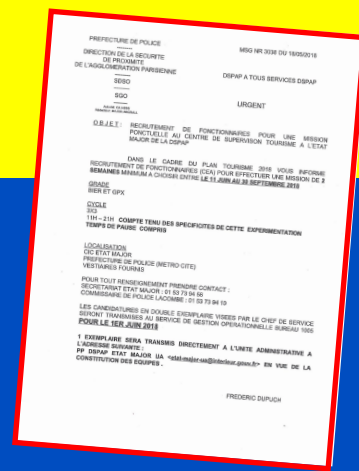 PREFECTURE DE POLICE
DIRECTION DE LA SECURITE
DE PROXIMITE
DE L'AGGLOMERATION PARISIENNE
SDSO
SGO
MSG NR 3036 DU 16/05/2018
DSPAP A TOUS SERVICES DSPAP
URGENT
OBJET : RECRUTEMENT DE FONCTIONNAIRES POUR UNE MISSION
PONCTUELLE AU CENTRE DE SUPERVISION TOURISME A L'ETAT
MAJOR DE LA DSPAP
DANS LE CADRE DU PLAN TOURISME 2018 VOUS INFORME
RECRUTEMENT DE FONCTIONNAIRES (CEA) POUR EFFECTUER UNE MISSION DE 2
SEMAINES MINIMUM A CHOISIR ENTRE LE 11 JUIN AU 30 SEPTEMBRE 2018
GRADE
BIER ET GPX
CYCLE
3X3
11H – 21H COMPTE TENU DES SPECIFICITES DE CETTE EXPERIMENTATION
TEMPS DE PAUSE COMPRIS
LOCALISATION
CIC ETAT MAJOR
PREFECTURE DE POLICE (METRO CITE)
VESTIAIRES FOURNIS
POUR TOUT RENSEIGNEMENT PRENDRE CONTACT :
SECRETARIAT ETAT MAJOR : 01 53 73 94 66
COMMISSAIRE DE POLICE LACOMBE : 01 53 73 94 10
LES CANDIDATURES EN DOUBLE EXEMPLAIRE VISEES PAR LE CHEF DE SERVICE
SERONT TRANSMISES AU SERVICE DE GESTION OPERATIONNELLE BUREAU 1005
POUR LE 1ER JUIN 2018
1 EXEMPLAIRE SERA TRANSMIS DIRECTEMENT A L'UNITE ADMINISTRATIVE A
L'ADRESSE SUIVANTE :
PP DSPAP ETAT MAJOR UA <etat-major-ua@interieur.gouv.fr> EN VUE DE LA
CONSTITUTION DES EQUIPES .
FREDERIC DUPUCH